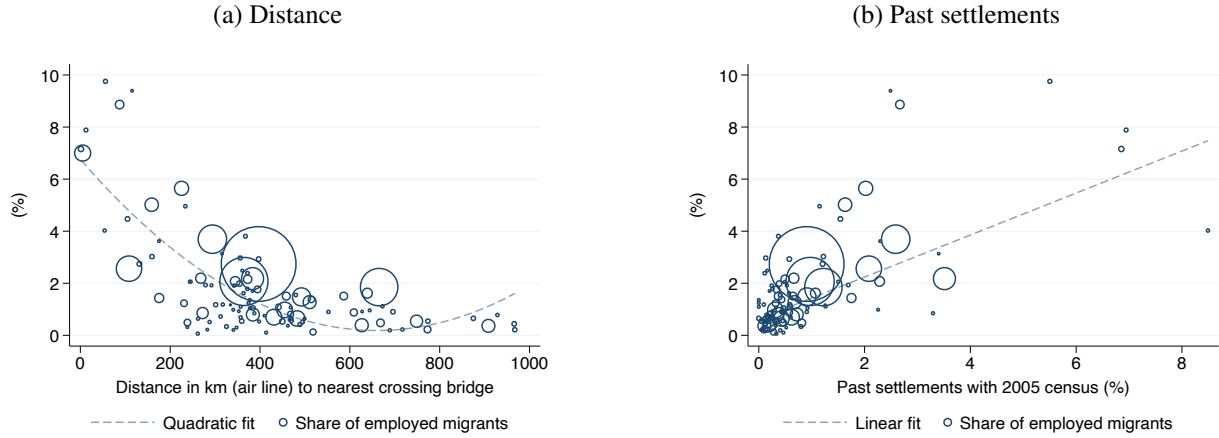 (a) Distance
10
8
6
4
2
0
(%)
0 200 400 600 800 1000
Distance in km (air line) to nearest crossing bridge
Quadratic fit Share of employed migrants
(b) Past settlements
10
8
6
4
2
0
(%)
0 2 4 6 8
Past settlements with 2005 census (%)
Linear fit Share of employed migrants